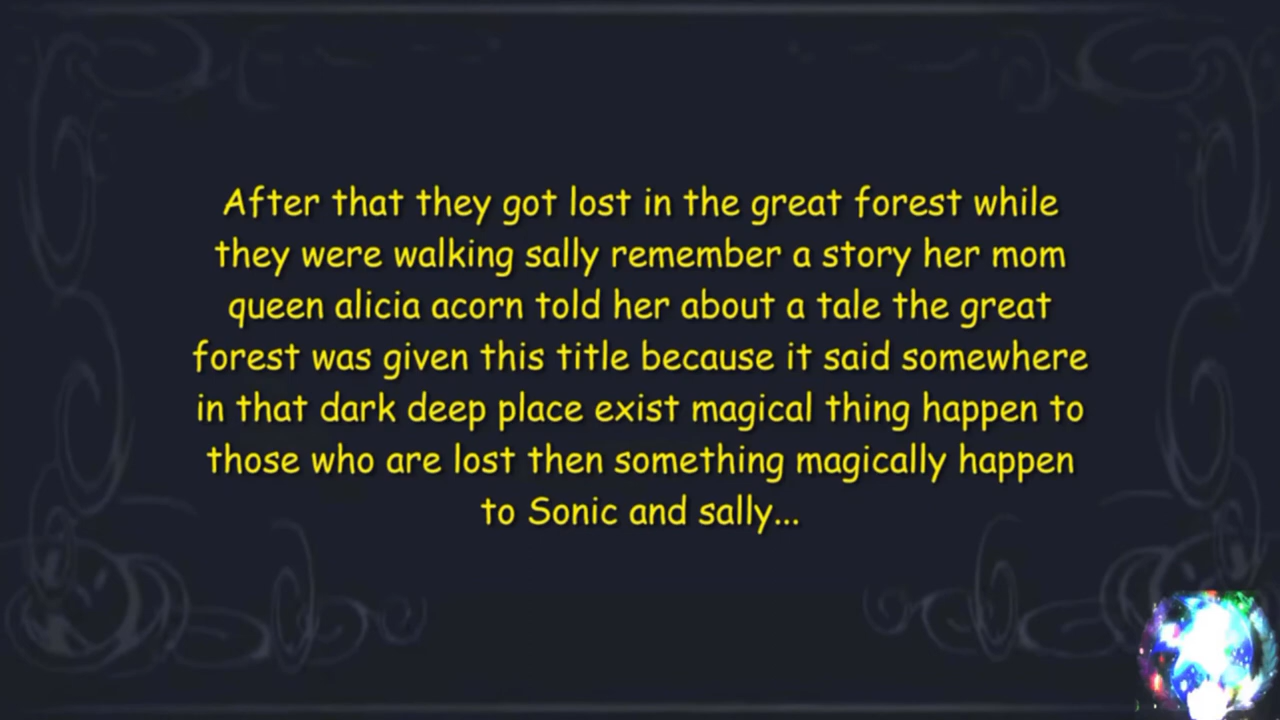 After that they got lost in the great forest while
they were walking sally remember a story her mom
queen alicia acorn told her about a tale the great
forest was given this title because it said somewhere
in that dark deep place exist magical thing happen to
those who are lost then something magically happen
to Sonic and sally...